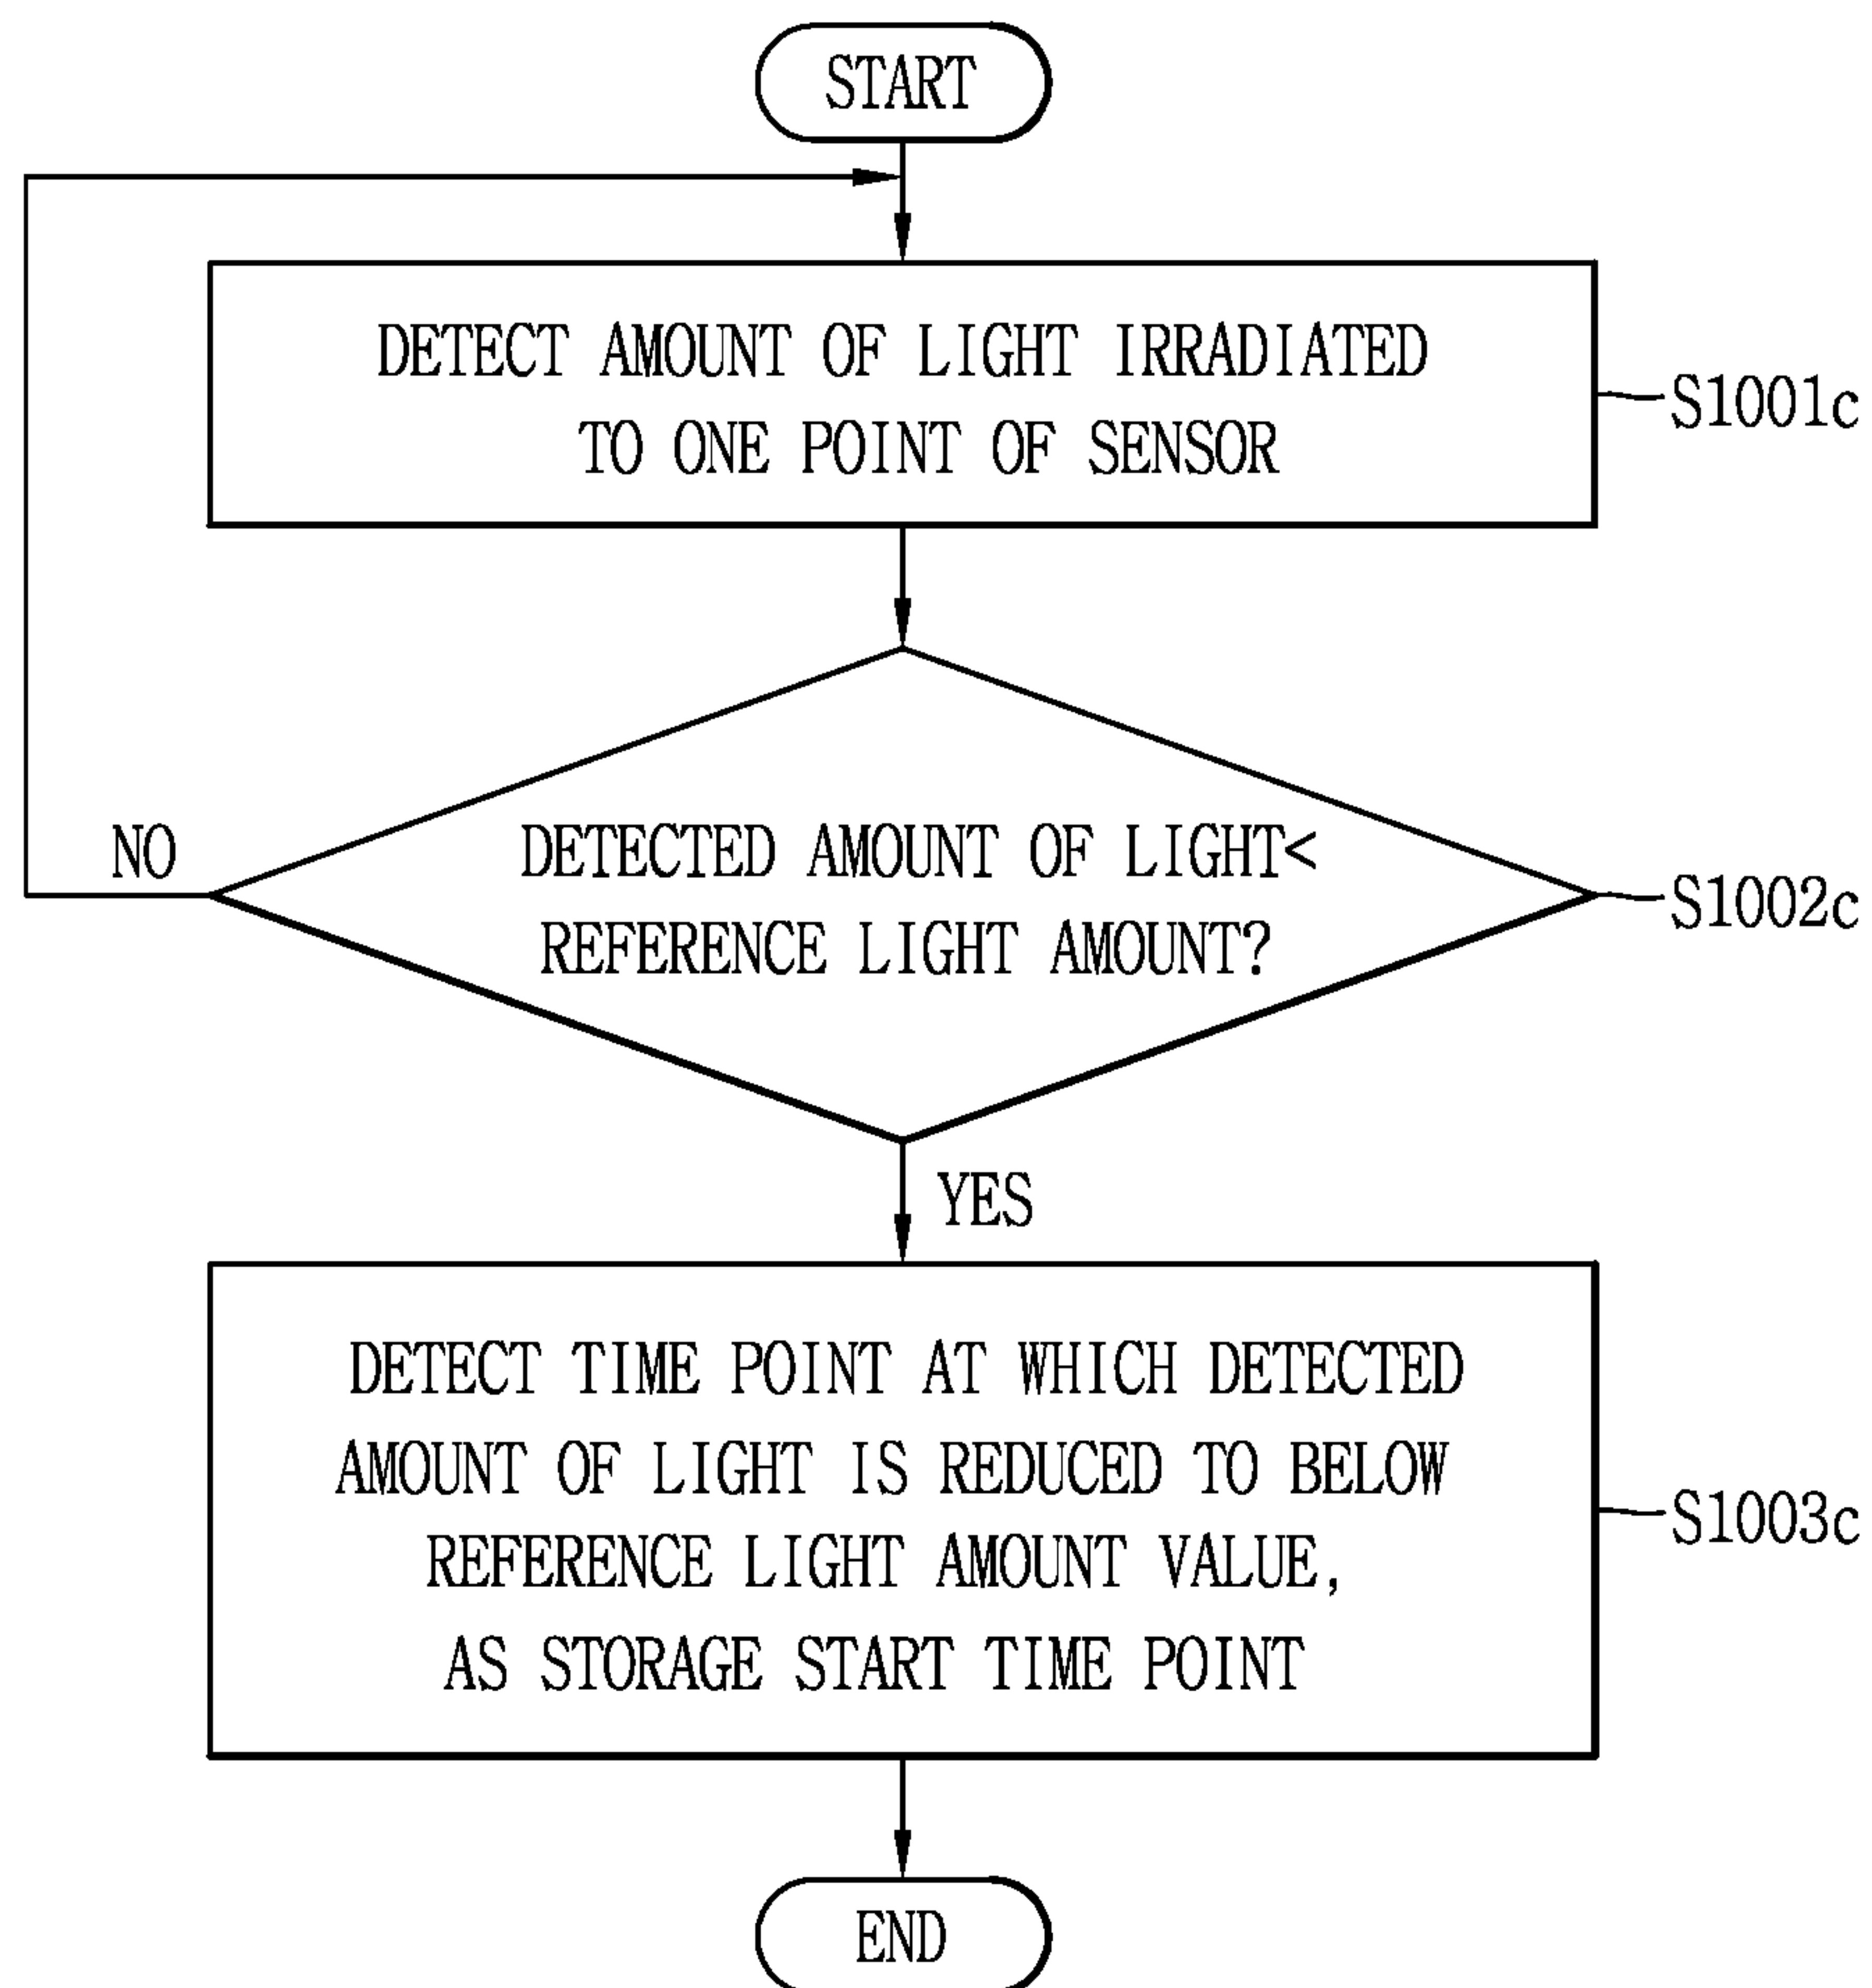 START
DETECT AMOUNT OF LIGHT IRRADIATED
TO ONE POINT OF SENSOR
S1001c
NO
DETECTED AMOUNT OF LIGHT<
REFERENCE LIGHT AMOUNT?
S1002c
YES
DETECT TIME POINT AT WHICH DETECTED
AMOUNT OF LIGHT IS REDUCED TO BELOW
REFERENCE LIGHT AMOUNT VALUE,
AS STORAGE START TIME POINT
S1003c
END